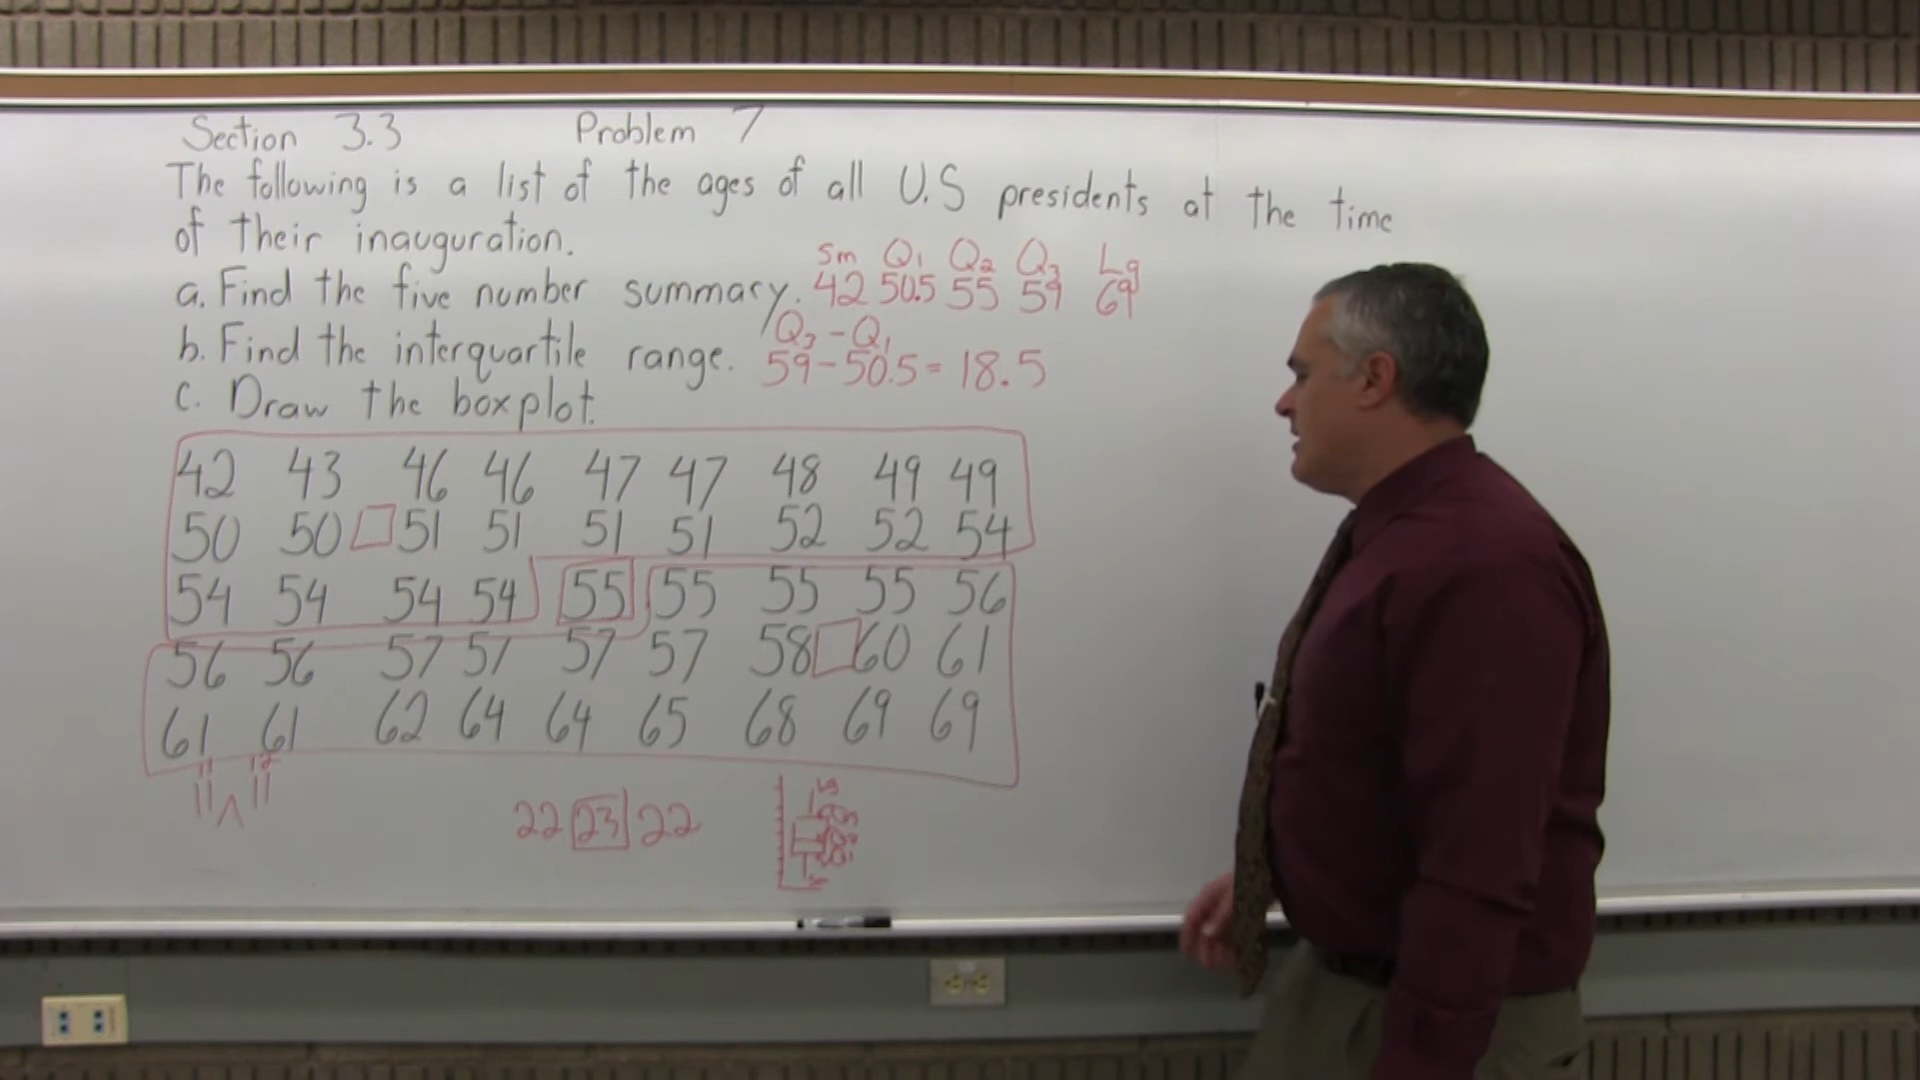 Section 3.3 Problem 7
The following is a list of the ages of all U.S presidents at the time
of their inauguration.
Sm Q1 Q2 Q3 Lg
a. Find the five number summary. 42 50.5 55 59 69
Q3 - Q1
b. Find the interquartile range. 59 - 50.5 = 18.5
c. Draw the boxplot.
42 43 46 46 47 47 48 49 49
50 50 51 51 51 51 52 52 54
54 54 54 54 55 55 55 55 56
56 56 57 57 57 57 58 60 61
61 61 62 64 64 65 68 69 69
11 12
11 11
22 23 22